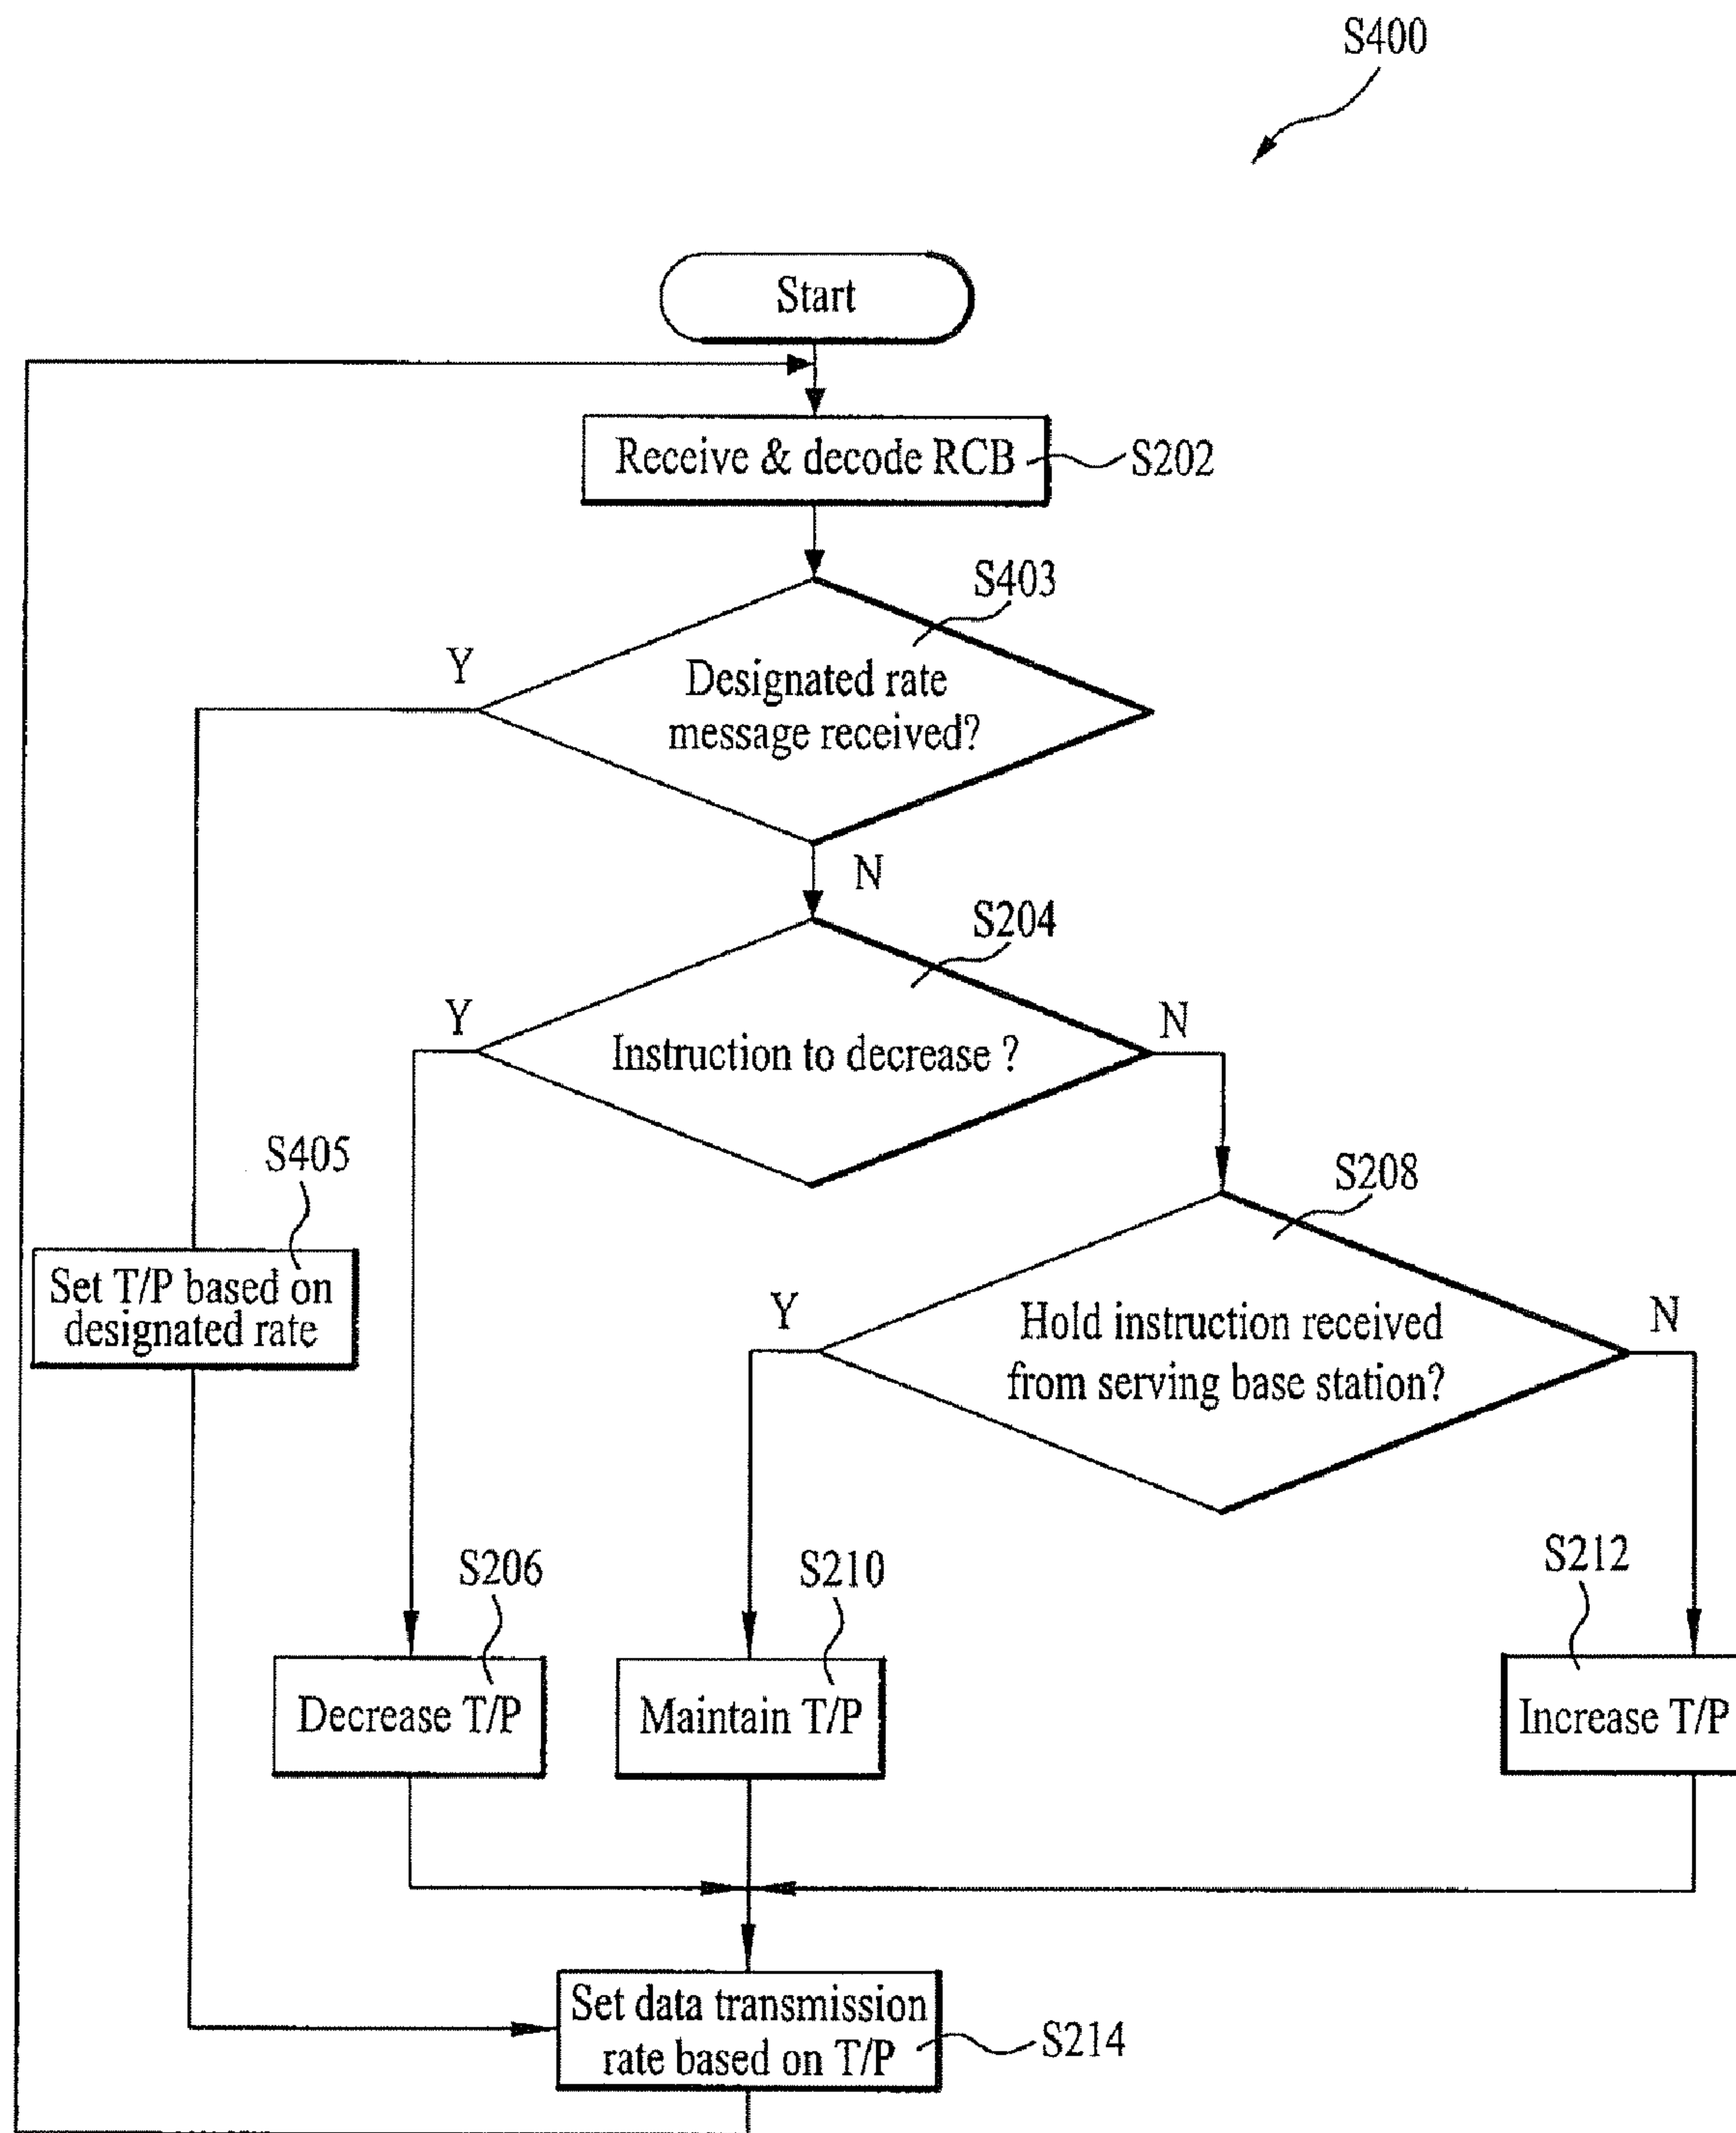 S400
Start
Receive & decode RCB
S202
S403
Y
Designated rate
message received?
N
S204
Y
N
Instruction to decrease ?
S405
S208
Set T/P based on
designated rate
Y
N
Hold instruction received
from serving base station?
S206
S210
S212
Decrease T/P
Maintain T/P
Increase T/P
Set data transmission
rate based on T/P
S214